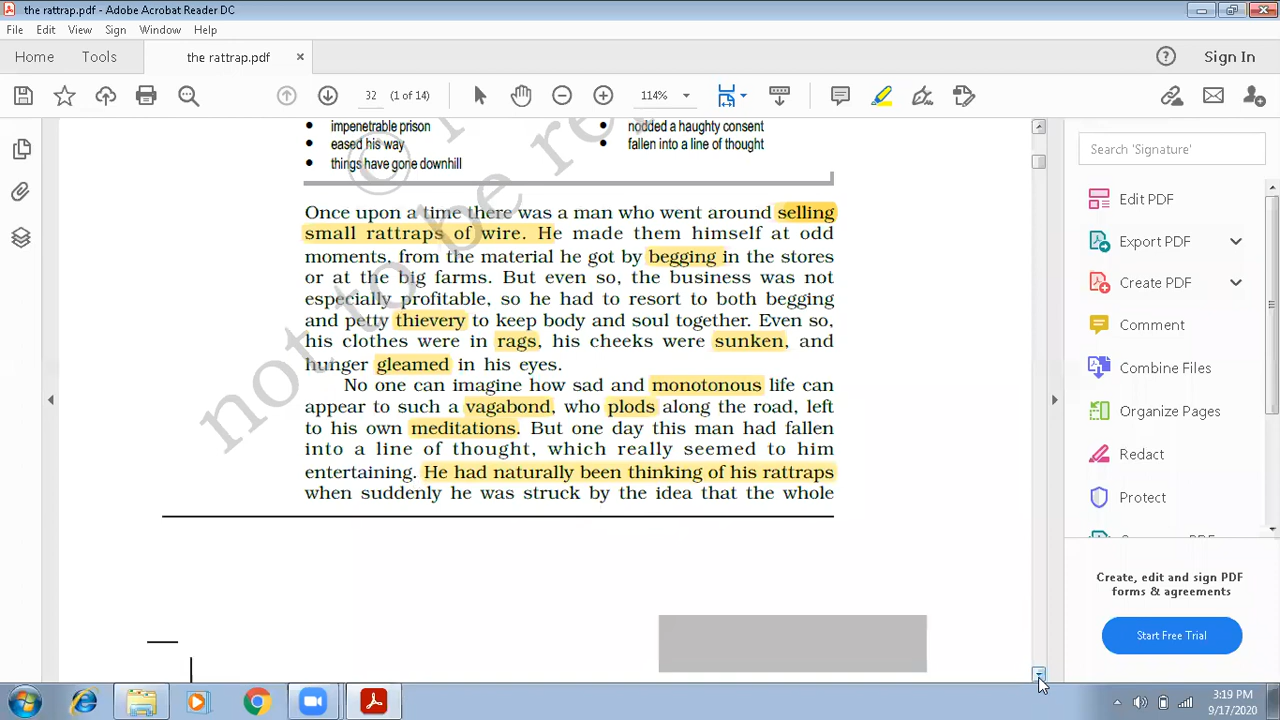 the rattrap.pdf - Adobe Acrobat Reader DC
File Edit View Sign Window Help
Home Tools the rattrap.pdf × Sign In
32 (1 of 14) 114%
• impenetrable prison
• eased his way
• things have gone downhill
• nodded a haughty consent
• fallen into a line of thought
Once upon a time there was a man who went around selling
small rattraps of wire. He made them himself at odd
moments, from the material he got by begging in the stores
or at the big farms. But even so, the business was not
especially profitable, so he had to resort to both begging
and petty thievery to keep body and soul together. Even so,
his clothes were in rags, his cheeks were sunken, and
hunger gleamed in his eyes.
No one can imagine how sad and monotonous life can
appear to such a vagabond, who plods along the road, left
to his own meditations. But one day this man had fallen
into a line of thought, which really seemed to him
entertaining. He had naturally been thinking of his rattraps
when suddenly he was struck by the idea that the whole
©
not to be re
Search 'Signature'
Edit PDF
Export PDF
Create PDF
Comment
Combine Files
Organize Pages
Redact
Protect
Create, edit and sign PDF
forms & agreements
Start Free Trial
3:19 PM
9/17/2020